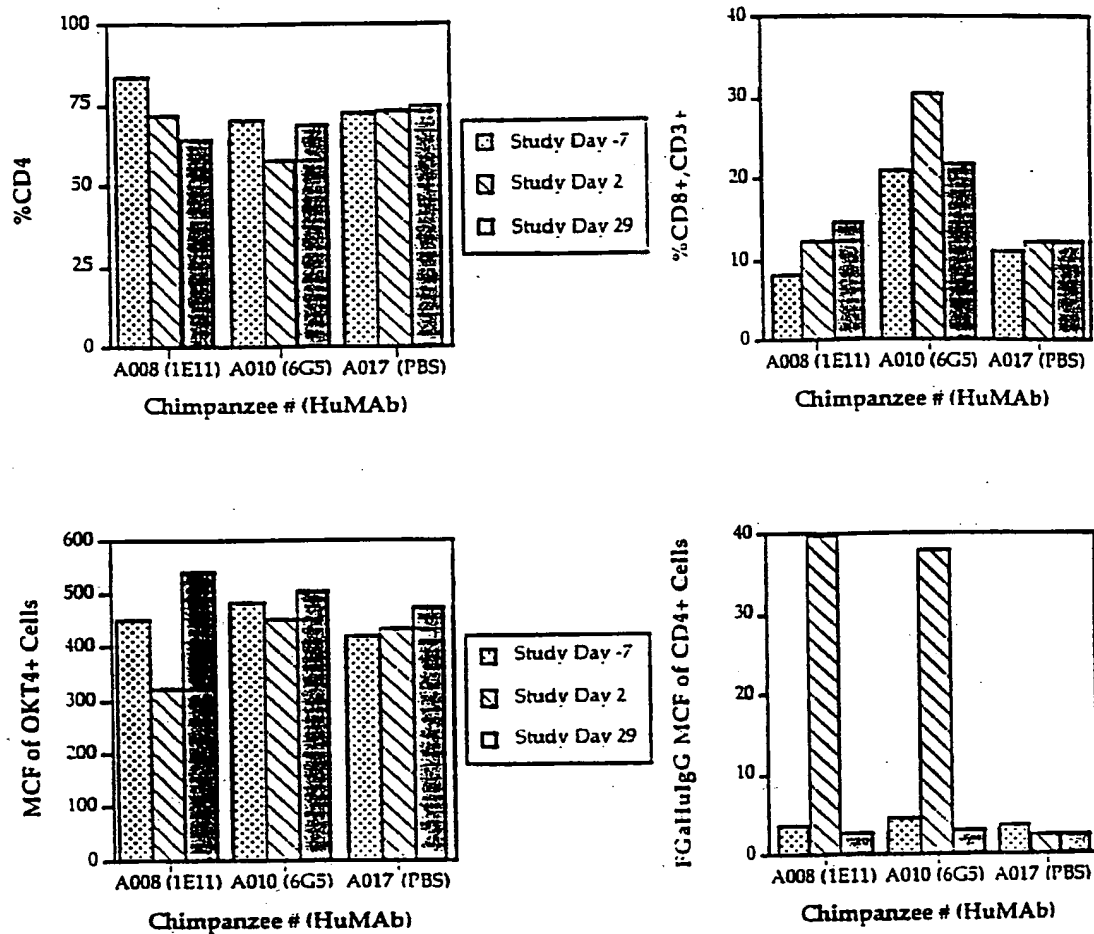 %CD4
100
75
50
25
0
A008 (1E11) A010 (6G5) A017 (PBS)
Chimpanzee # (HuMAb)
Study Day -7
Study Day 2
Study Day 29
%CD8+,CD3+
40
30
20
10
0
A008 (1E11) A010 (6G5) A017 (PBS)
Chimpanzee # (HuMAb)
MCF of OKT4+ Cells
600
500
400
300
200
100
0
A008 (1E11) A010 (6G5) A017 (PBS)
Chimpanzee # (HuMAb)
Study Day -7
Study Day 2
Study Day 29
FGaHuIgG MCF of CD4+ Cells
40
30
20
10
0
A008 (1E11) A010 (6G5) A017 (PBS)
Chimpanzee # (HuMAb)